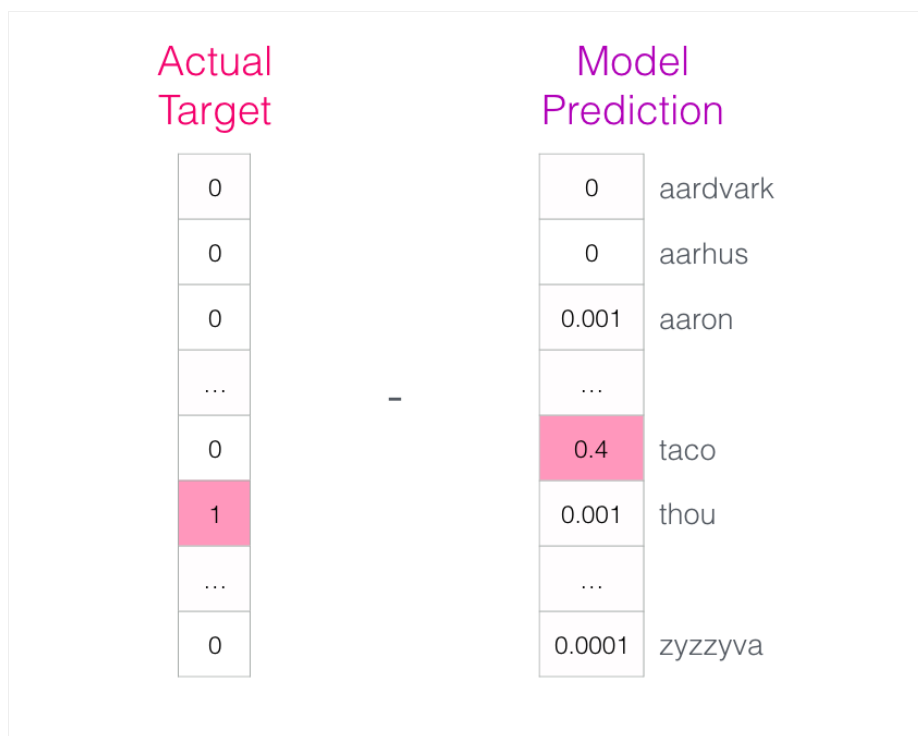 Actual
Target
Model
Prediction
0 0 aardvark
0 0 aarhus
0 0.001 aaron
... ...
-
0 0.4 taco
1 0.001 thou
... ...
0 0.0001 zyzzyva